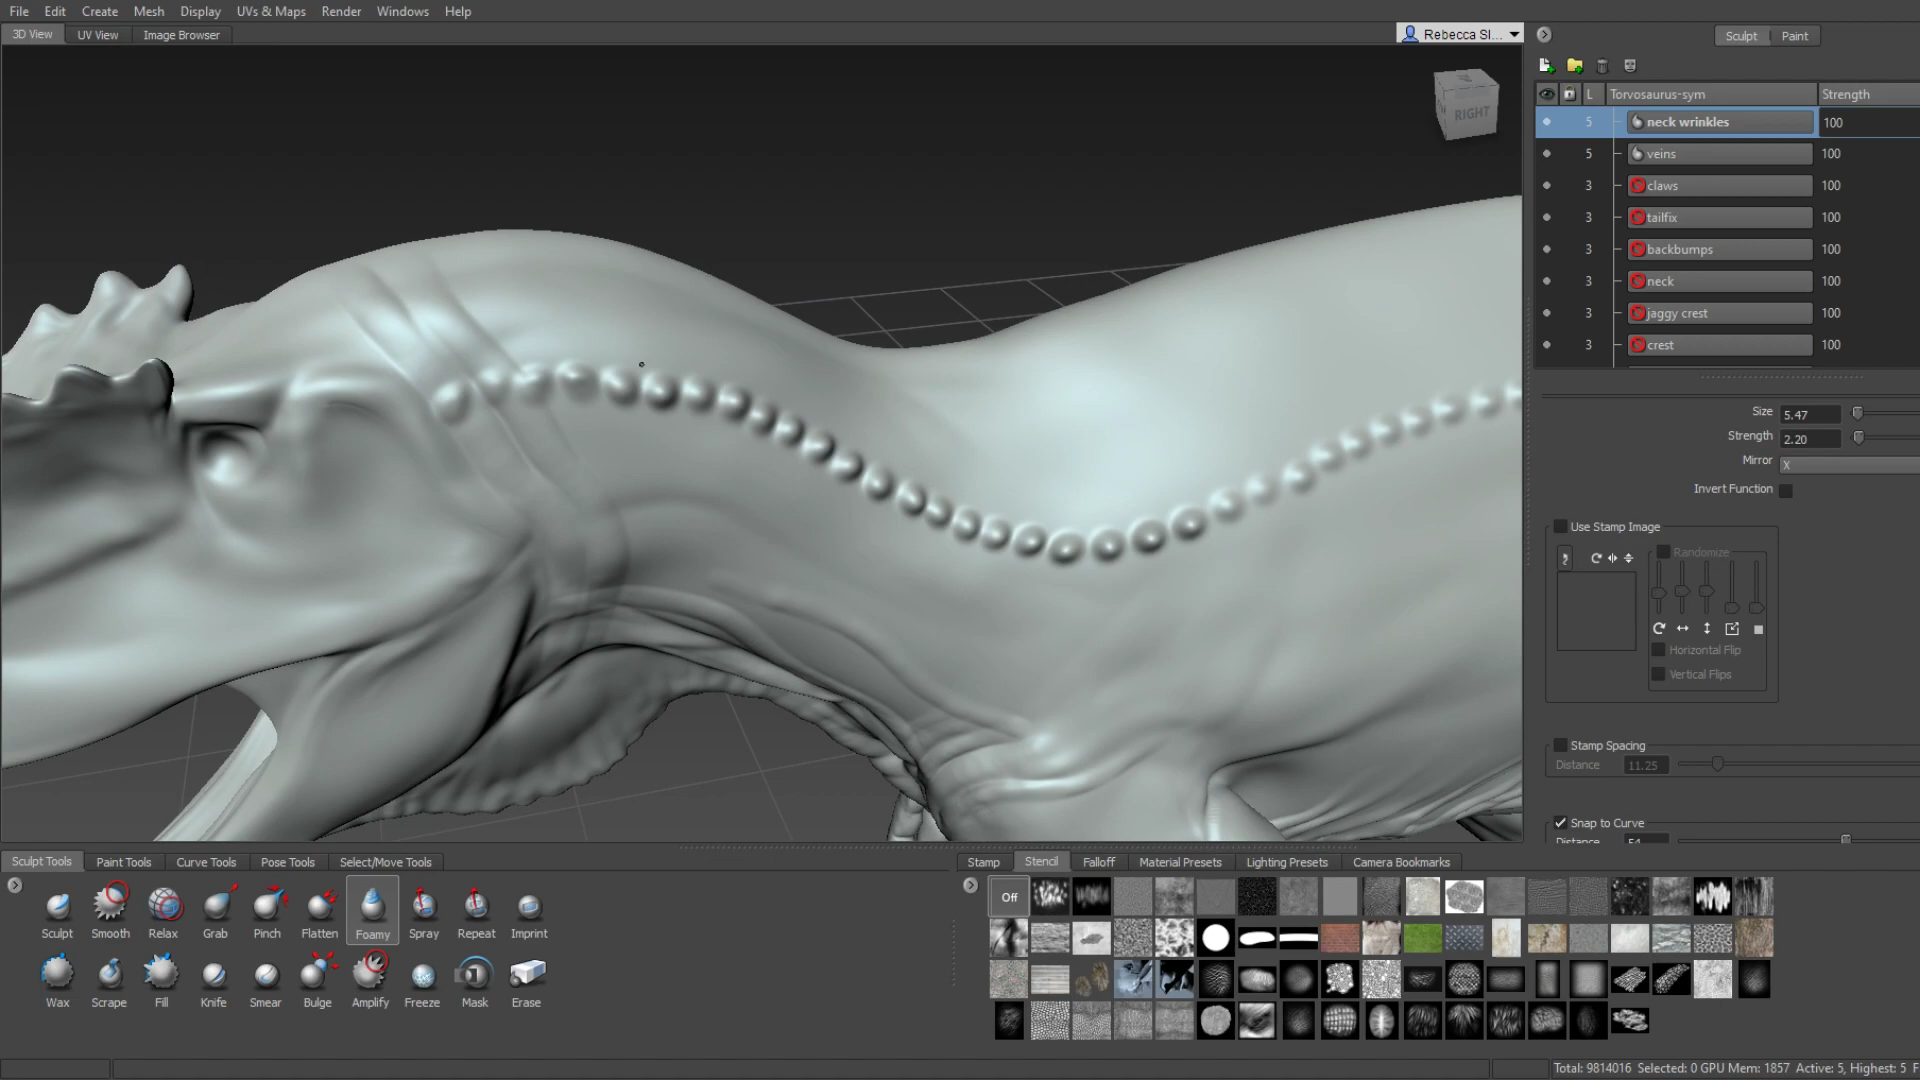 File Edit Create Mesh Display Sculpt UVs & Maps Render Windows Help
3D View UV View Image Browser
Rebecca Sl...
Sculpt Paint
RIGHT
L Torvosaurus-sym Strength
5 neck wrinkles 100
5 veins 100
3 claws 100
3 tailfix 100
3 backbumps 100
3 neck 100
3 jaggy crest 100
3 crest 100
Size 5.47
Strength 2.20
Mirror X
Invert Function
Use Stamp Image
Randomize
Horizontal Flip
Vertical Flips
Stamp Spacing
Distance 11.25
Snap to Curve
Distance 54
Sculpt Tools Paint Tools Curve Tools Pose Tools Select/Move Tools
Sculpt Smooth Relax Grab Pinch Flatten Foamy Spray Repeat Imprint
Wax Scrape Fill Knife Smear Bulge Amplify Freeze Mask Erase
Stamp Stencil Falloff Material Presets Lighting Presets Camera Bookmarks
Off
Total: 9814016 Selected: 0 GPU Mem: 1857 Active: 5, Highest: 5 F